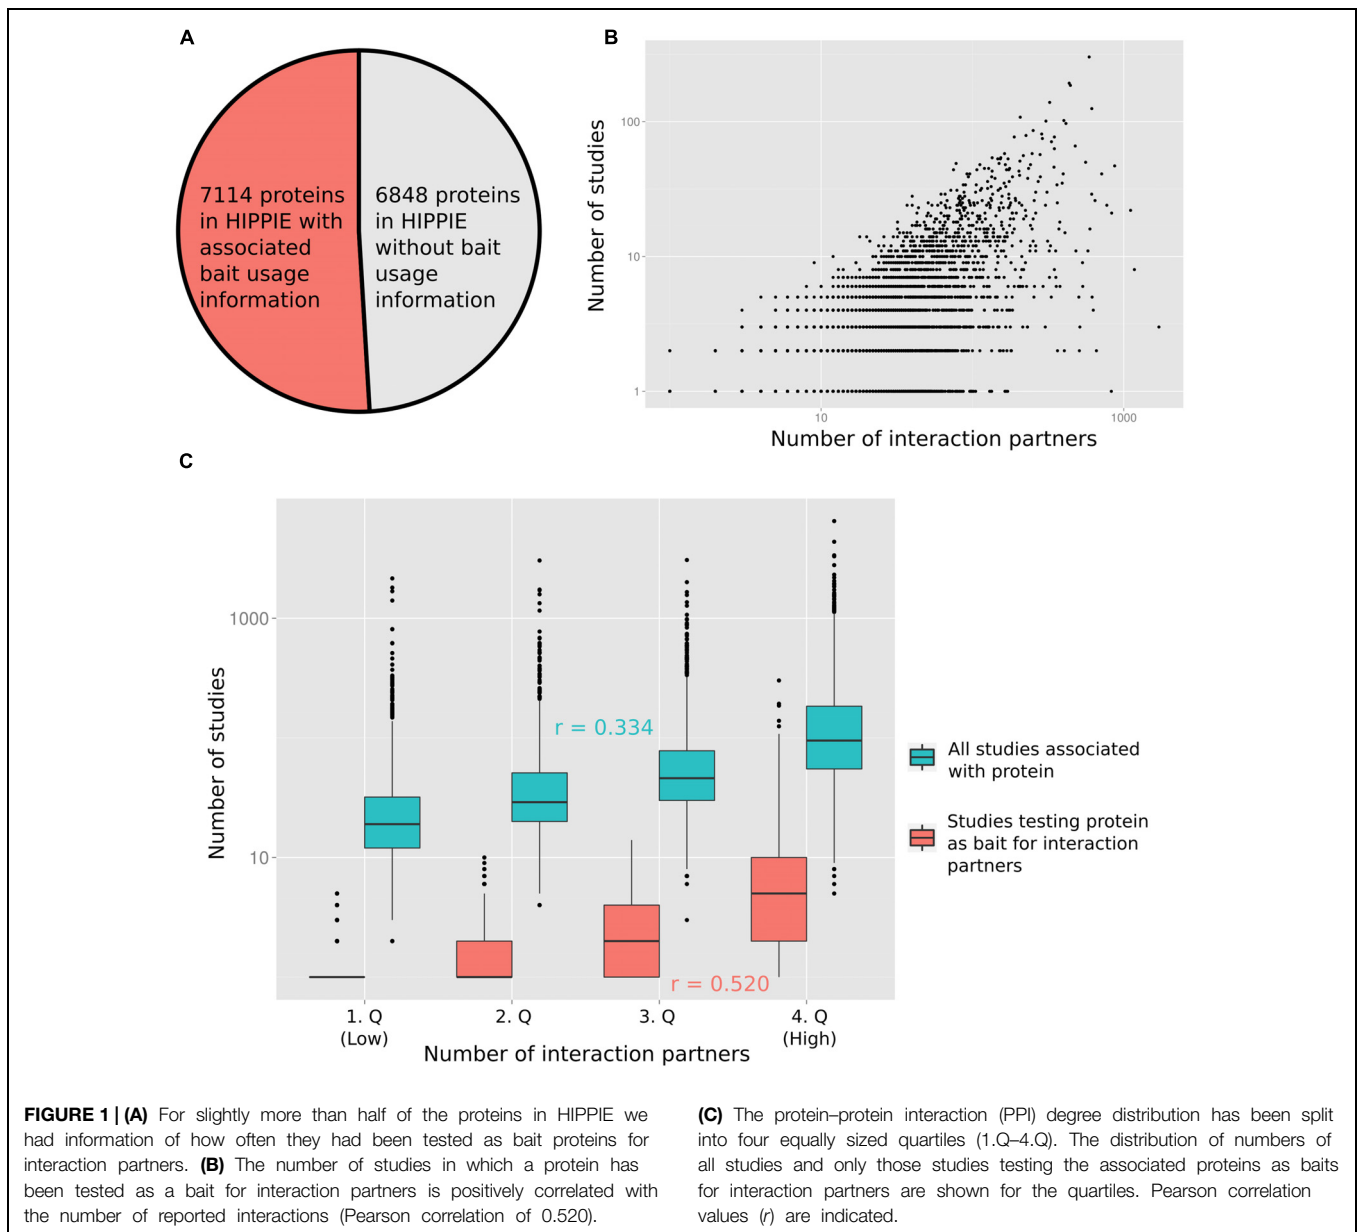 A
7114 proteins
in HIPPIE with
associated
bait usage
information
6848 proteins
in HIPPIE
without bait
usage
information
B
Number of studies
100
10
1
10
1000
Number of interaction partners
C
Number of studies
1000
10
r = 0.334
r = 0.520
1. Q
(Low)
2. Q
3. Q
4. Q
(High)
Number of interaction partners
All studies associated
with protein
Studies testing protein
as bait for interaction
partners
FIGURE 1 | (A) For slightly more than half of the proteins in HIPPIE we
had information of how often they had been tested as bait proteins for
interaction partners. (B) The number of studies in which a protein has
been tested as a bait for interaction partners is positively correlated with
the number of reported interactions (Pearson correlation of 0.520).
(C) The protein–protein interaction (PPI) degree distribution has been split
into four equally sized quartiles (1.Q–4.Q). The distribution of numbers of
all studies and only those studies testing the associated proteins as baits
for interaction partners are shown for the quartiles. Pearson correlation
values (r) are indicated.